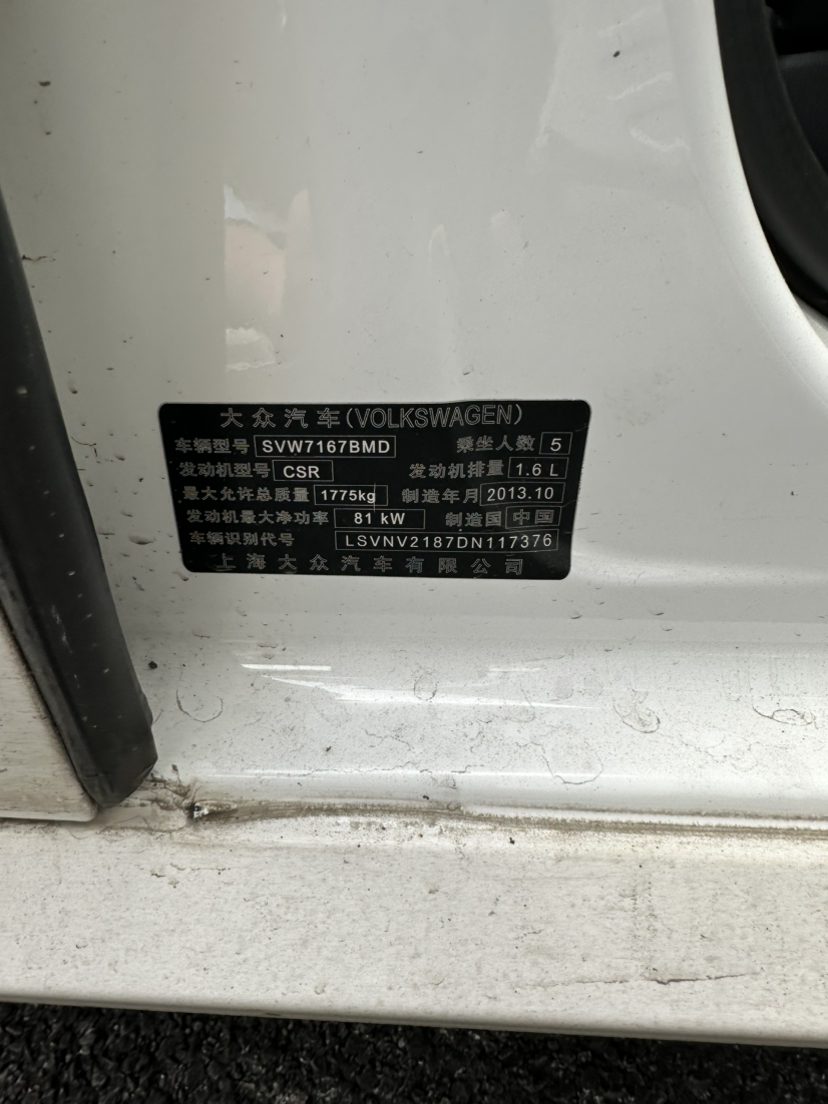 大众汽车(VOLKSWAGEN)
车辆型号 SVW7167BMD 乘坐人数 5
发动机型号 CSR 发动机排量 1.6 L
最大允许总质量 1775kg 制造年月 2013.10
发动机最大净功率 81 kW 制造国 中国
车辆识别代号 LSVNV2187DN117376
上海大众汽车有限公司